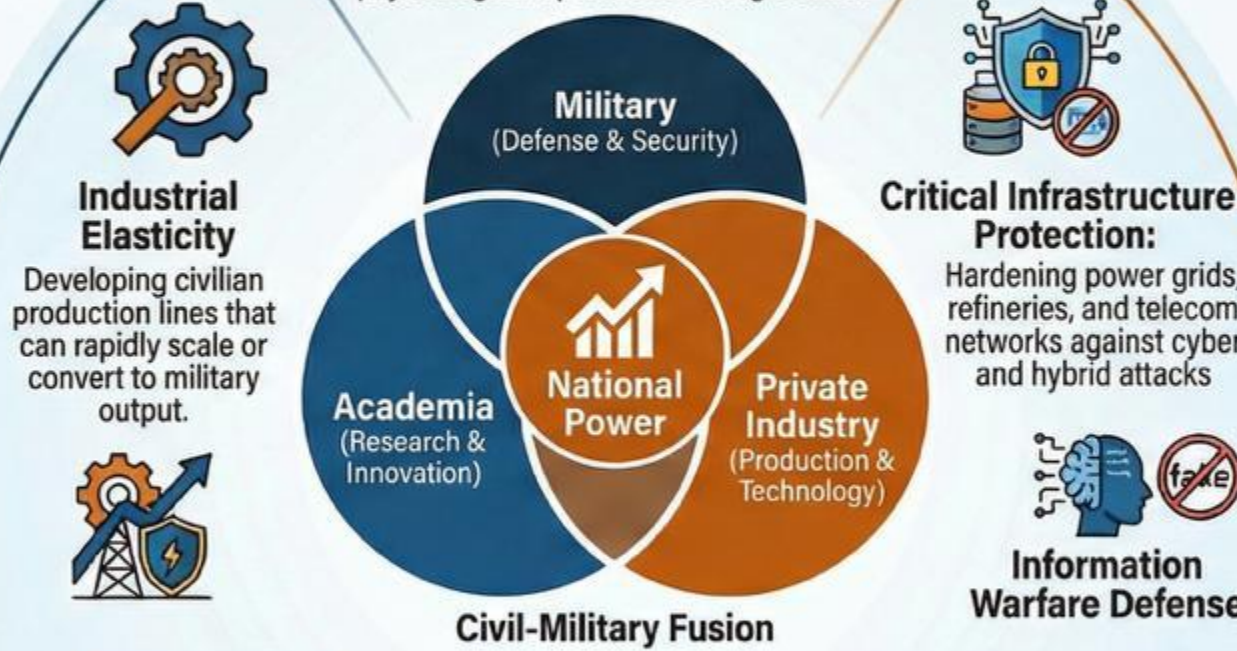 Military
(Defense & Security)
Industrial
Elasticity
Developing civilian
production lines that
can rapidly scale or
convert to military
output.
Academia
(Research &
Innovation)
National
Power
Private
Industry
(Production &
Technology)
Civil-Military Fusion
Critical Infrastructure
Protection:
Hardening power grids,
refineries, and telecom
networks against cyber
and hybrid attacks
fake
Information
Warfare Defense